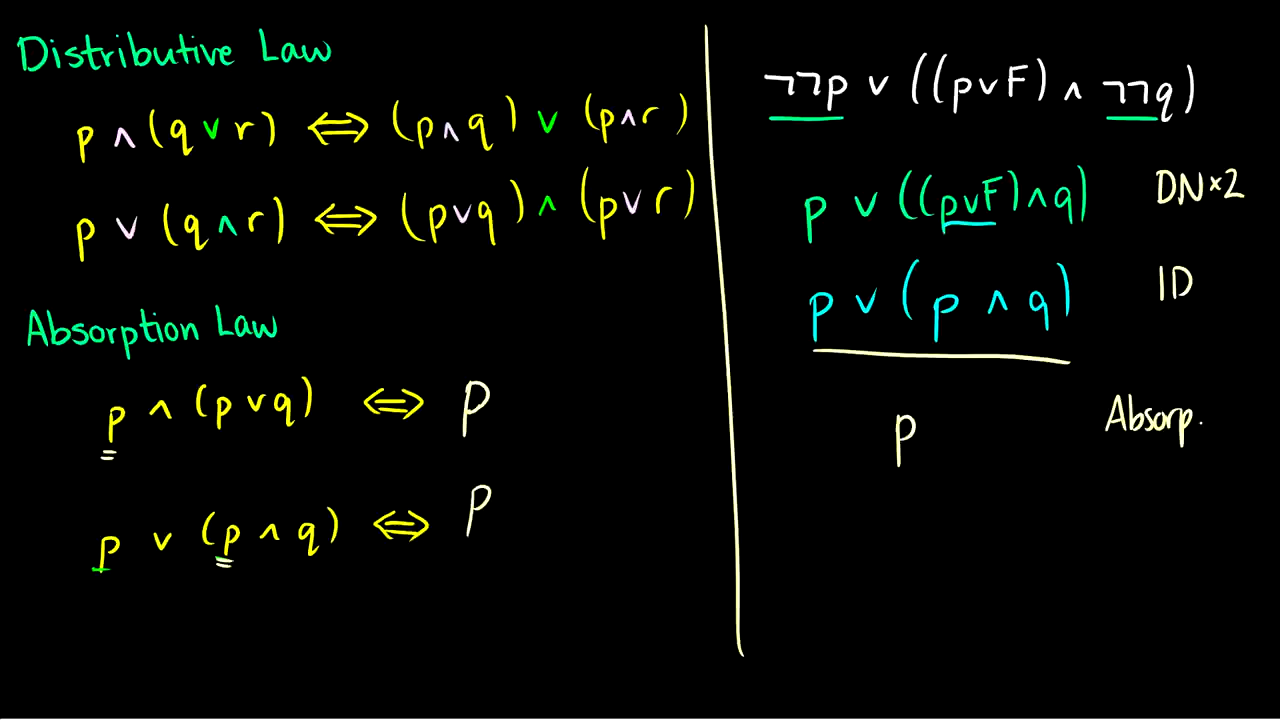 Distributive Law
p ∧ (q ∨ r) ⇔ (p ∧ q) ∨ (p ∧ r)
p ∨ (q ∧ r) ⇔ (p ∨ q) ∧ (p ∨ r)
Absorption Law
p ∧ (p ∨ q) ⇔ p
p ∨ (p ∧ q) ⇔ p
¬¬p ∨ ((p ∨ F) ∧ ¬¬q)
p ∨ ((p ∨ F) ∧ q) DN×2
p ∨ (p ∧ q) ID
p Absorp.